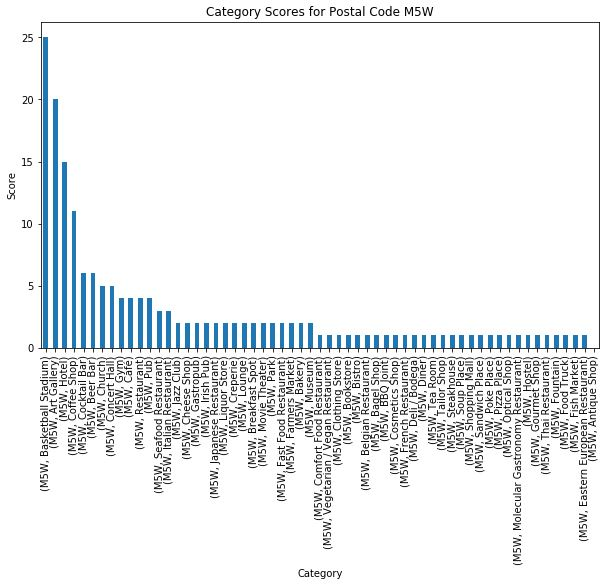 Category Scores for Postal Code M5W
25
20
15
10
5
0
Score
(M5W, Basketball Stadium)
(M5W, Art Gallery)
(M5W, Hotel)
(M5W, Coffee Shop)
(M5W, Cocktail Bar)
(M5W, Beer Bar)
(M5W, Church)
(M5W, Concert Hall)
(M5W, Gym)
(M5W, Café)
(M5W, Restaurant)
(M5W, Pub)
(M5W, Seafood Restaurant)
(M5W, Italian Restaurant)
(M5W, Jazz Club)
(M5W, Cheese Shop)
(M5W, Gastropub)
(M5W, Irish Pub)
(M5W, Japanese Restaurant)
(M5W, Liquor Store)
(M5W, Creperie)
(M5W, Lounge)
(M5W, Breakfast Spot)
(M5W, Movie Theater)
(M5W, Park)
(M5W, Fast Food Restaurant)
(M5W, Farmers Market)
(M5W, Bakery)
(M5W, Museum)
(M5W, Comfort Food Restaurant)
(M5W, Vegetarian / Vegan Restaurant)
(M5W, Clothing Store)
(M5W, Bookstore)
(M5W, Bistro)
(M5W, Belgian Restaurant)
(M5W, Bagel Shop)
(M5W, BBQ Joint)
(M5W, Cosmetics Shop)
(M5W, French Restaurant)
(M5W, Deli / Bodega)
(M5W, Diner)
(M5W, Tea Room)
(M5W, Tailor Shop)
(M5W, Steakhouse)
(M5W, Soup Place)
(M5W, Shopping Mall)
(M5W, Sandwich Place)
(M5W, Poke Place)
(M5W, Pizza Place)
(M5W, Optical Shop)
(M5W, Molecular Gastronomy Restaurant)
(M5W, Hostel)
(M5W, Gourmet Shop)
(M5W, Thai Restaurant)
(M5W, Fountain)
(M5W, Food Truck)
(M5W, Fish Market)
(M5W, Eastern European Restaurant)
(M5W, Antique Shop)
Category